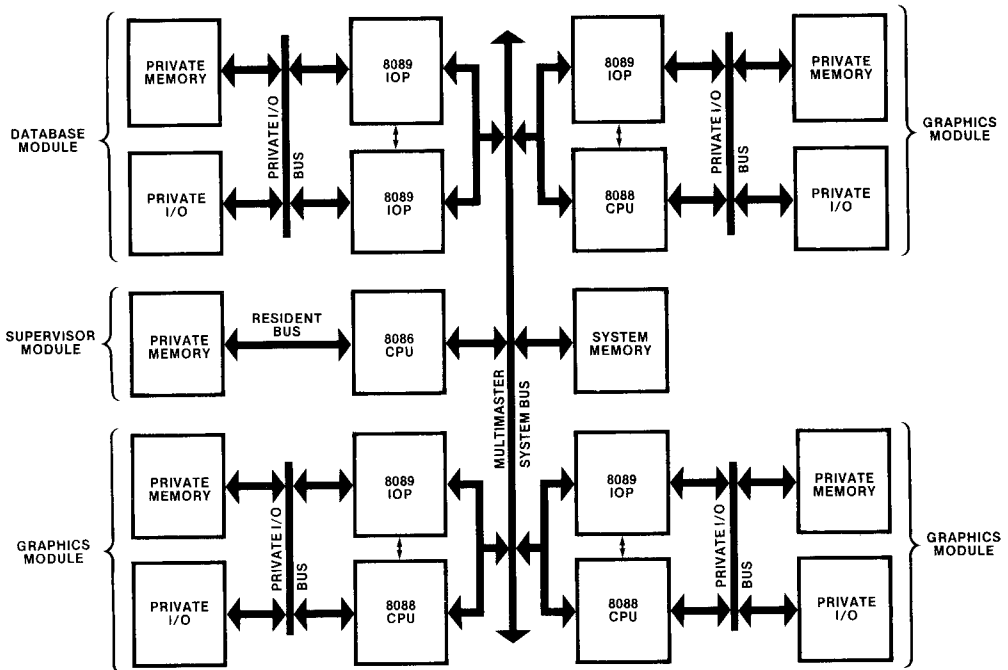 DATABASE
MODULE
PRIVATE
MEMORY
PRIVATE
I/O
PRIVATE I/O
BUS
8089
IOP
8089
IOP
8089
IOP
8088
CPU
PRIVATE I/O
BUS
PRIVATE
MEMORY
PRIVATE
I/O
GRAPHICS
MODULE
SUPERVISOR
MODULE
PRIVATE
MEMORY
RESIDENT
BUS
8086
CPU
MULTIMASTER
SYSTEM BUS
SYSTEM
MEMORY
GRAPHICS
MODULE
PRIVATE
MEMORY
PRIVATE
I/O
PRIVATE I/O
BUS
8089
IOP
8088
CPU
8089
IOP
8088
CPU
PRIVATE I/O
BUS
PRIVATE
MEMORY
PRIVATE
I/O
GRAPHICS
MODULE